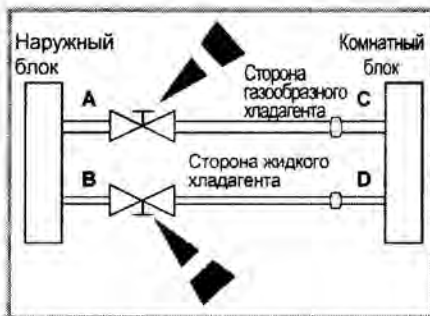 Наружный
блок
Комнатный
блок
A
Сторона
газообразного
хладагента
C
B
Сторона жидкого
хладагента
D